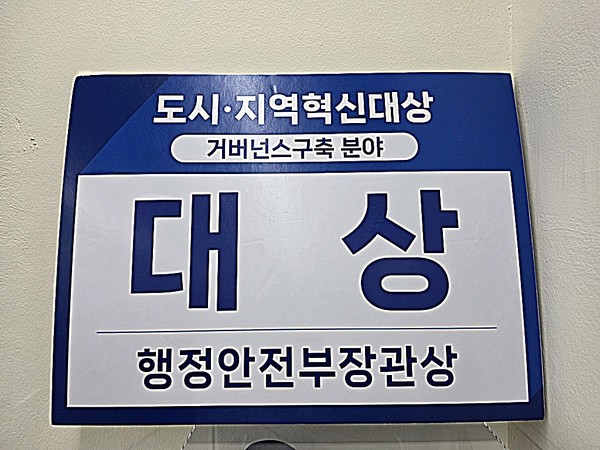 도시·지역혁신대상
거버넌스구축 분야
대 상
행정안전부장관상